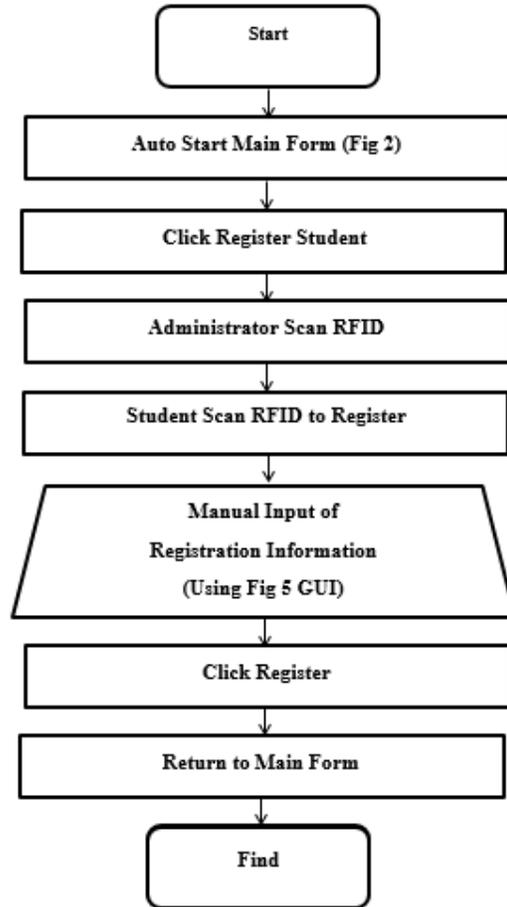 Start
Auto Start Main Form (Fig 2)
Click Register Student
Administrator Scan RFID
Student Scan RFID to Register
Manual Input of
Registration Information
(Using Fig 5 GUI)
Click Register
Return to Main Form
Find